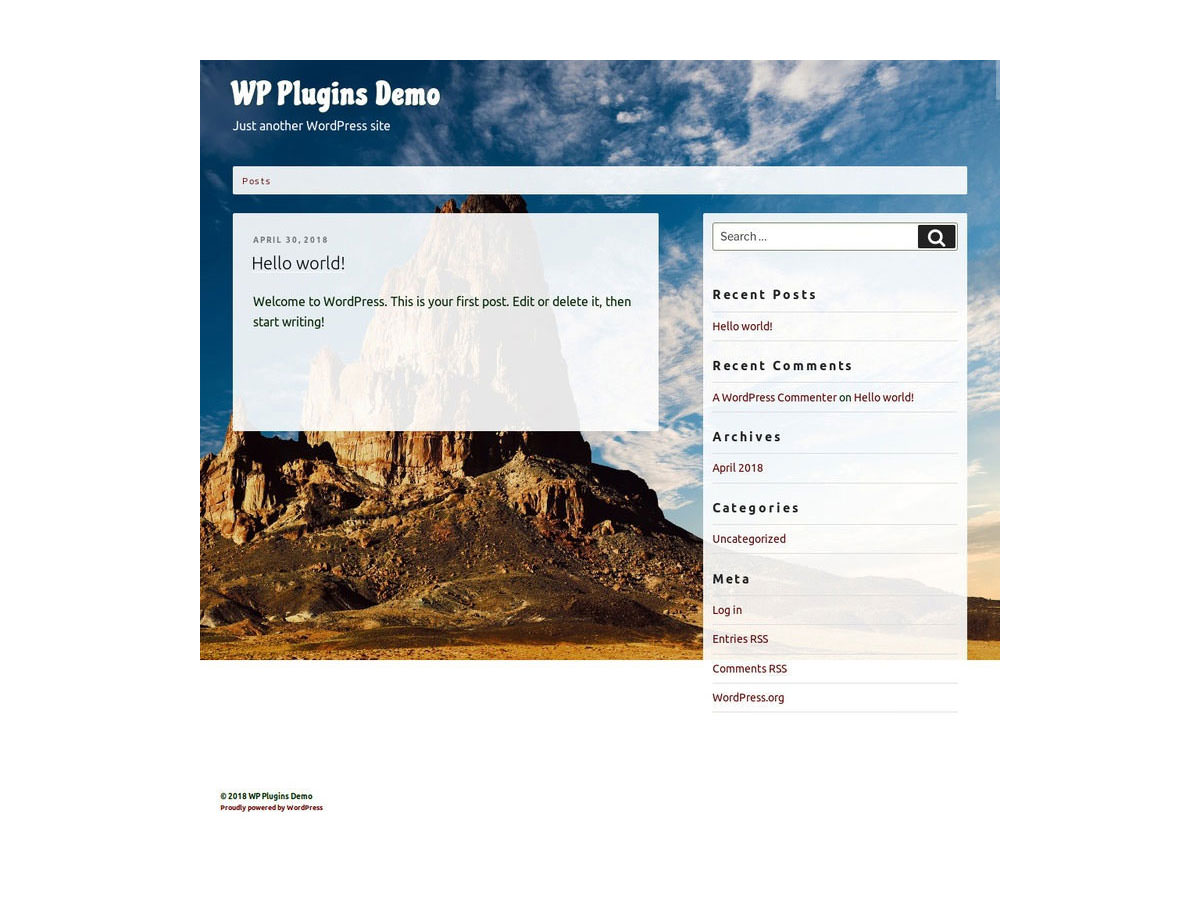 WP Plugins Demo
Just another WordPress site
Posts
APRIL 30, 2018
Hello world!
Welcome to WordPress. This is your first post. Edit or delete it, then
start writing!
Search …
Recent Posts
Hello world!
Recent Comments
A WordPress Commenter on Hello world!
Archives
April 2018
Categories
Uncategorized
Meta
Log in
Entries RSS
Comments RSS
WordPress.org
© 2018 WP Plugins Demo
Proudly powered by WordPress